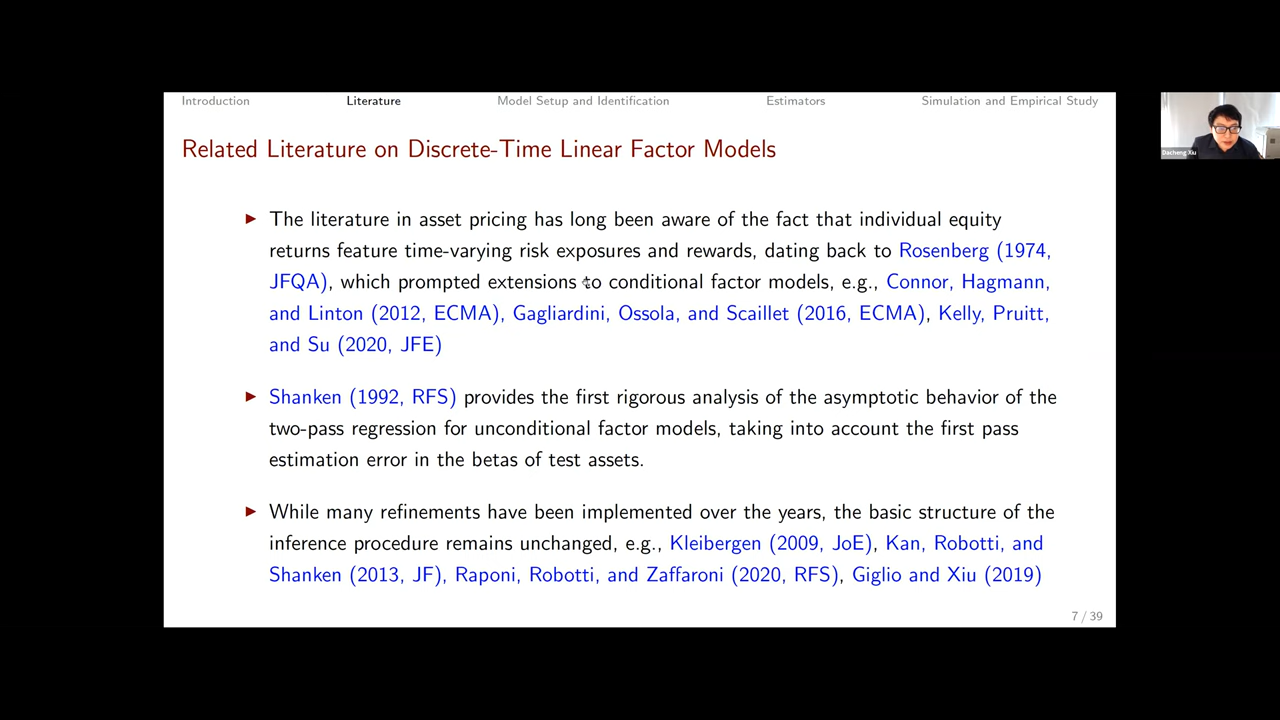 Introduction Literature Model Setup and Identification Estimators Simulation and Empirical Study
Related Literature on Discrete-Time Linear Factor Models
► The literature in asset pricing has long been aware of the fact that individual equity
returns feature time-varying risk exposures and rewards, dating back to Rosenberg (1974,
JFQA), which prompted extensions to conditional factor models, e.g., Connor, Hagmann,
and Linton (2012, ECMA), Gagliardini, Ossola, and Scaillet (2016, ECMA), Kelly, Pruitt,
and Su (2020, JFE)
► Shanken (1992, RFS) provides the first rigorous analysis of the asymptotic behavior of the
two-pass regression for unconditional factor models, taking into account the first pass
estimation error in the betas of test assets.
► While many refinements have been implemented over the years, the basic structure of the
inference procedure remains unchanged, e.g., Kleibergen (2009, JoE), Kan, Robotti, and
Shanken (2013, JF), Raponi, Robotti, and Zaffaroni (2020, RFS), Giglio and Xiu (2019)
7 / 39
Dacheng Xiu